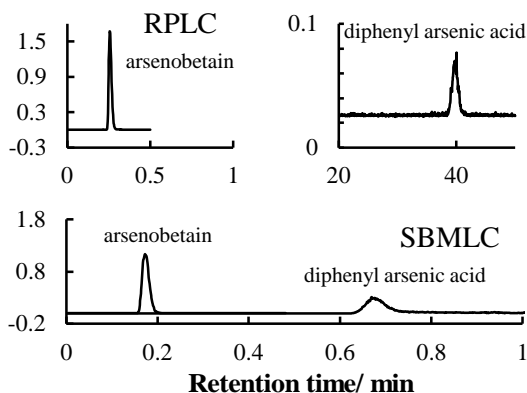 RPLC
arsenobetain
1.5
0.9
0.3
-0.3
0 0.5 1
diphenyl arsenic acid
0.1
0
20 40
SBMLC
arsenobetain
diphenyl arsenic acid
1.8
0.8
-0.2
0 0.2 0.4 0.6 0.8 1
Retention time/ min